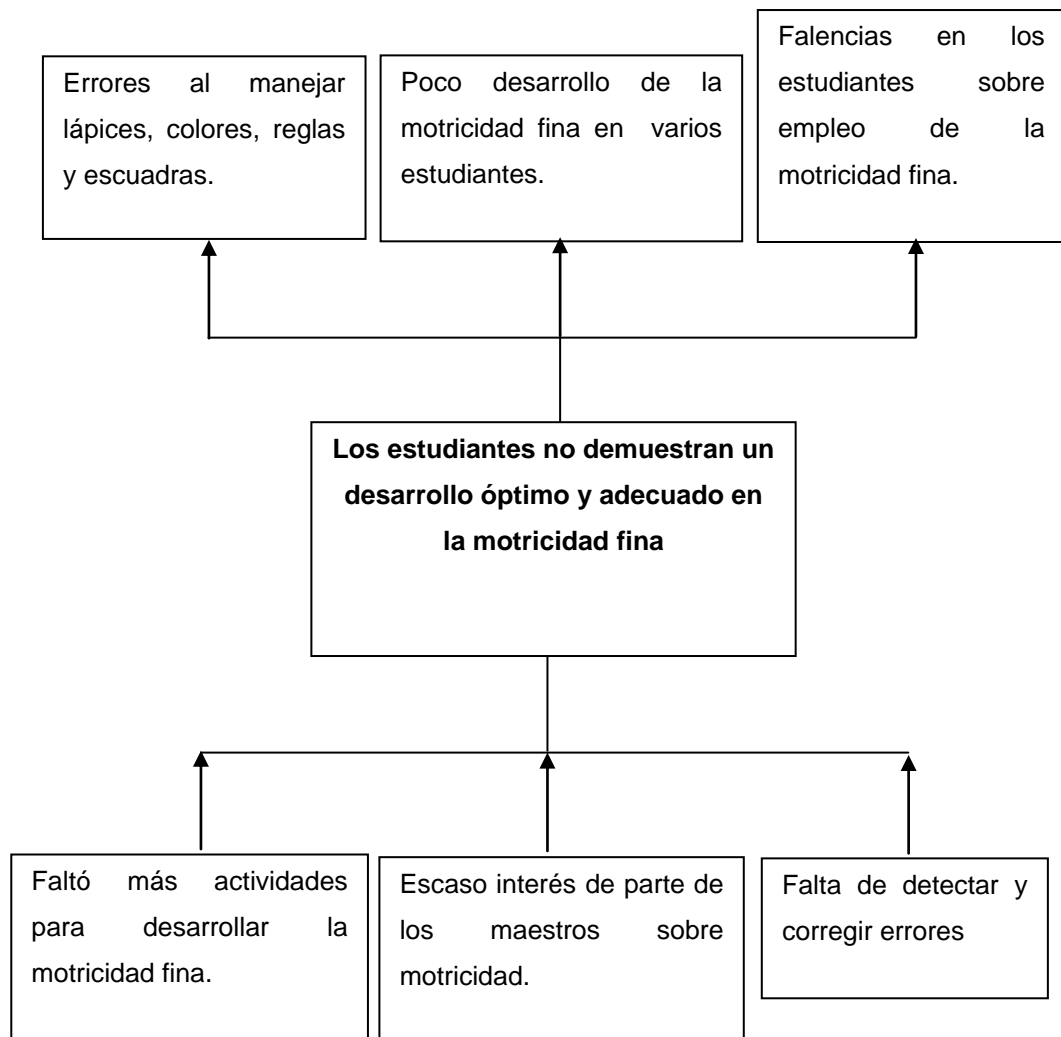 Errores al manejar
lápices, colores, reglas
y escuadras.
Poco desarrollo de la
motricidad fina en varios
estudiantes.
Falencias en los
estudiantes sobre
empleo de la
motricidad fina.
Los estudiantes no demuestran un
desarrollo óptimo y adecuado en
la motricidad fina
Faltó más actividades
para desarrollar la
motricidad fina.
Escaso interés de parte de
los maestros sobre
motricidad.
Falta de detectar y
corregir errores